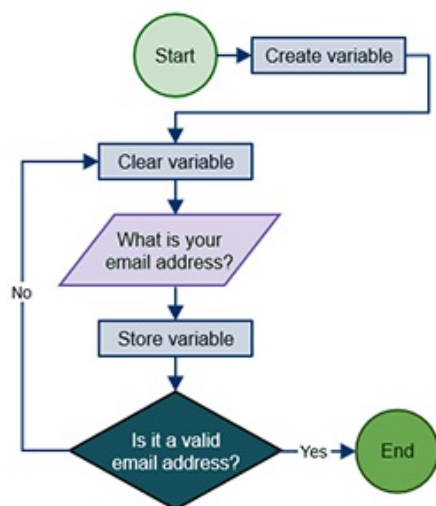 Start
Create variable
Clear variable
What is your
email address?
No
Store variable
Is it a valid
email address?
Yes
End